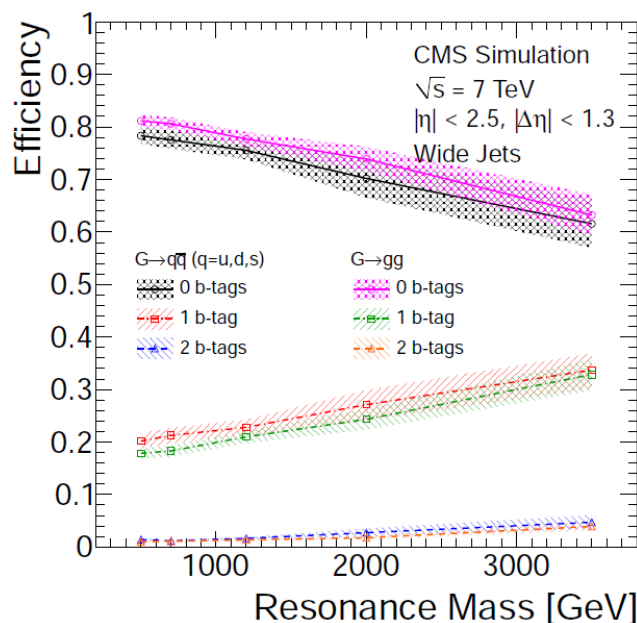 Efficiency
1
0.9
0.8
0.7
0.6
0.5
0.4
0.3
0.2
0.1
0
CMS Simulation
√s = 7 TeV
|η| < 2.5, |Δη| < 1.3
Wide Jets
G→qq̅ (q=u,d,s)
0 b-tags
1 b-tag
2 b-tags
G→gg
0 b-tags
1 b-tag
2 b-tags
1000 2000 3000
Resonance Mass [GeV]